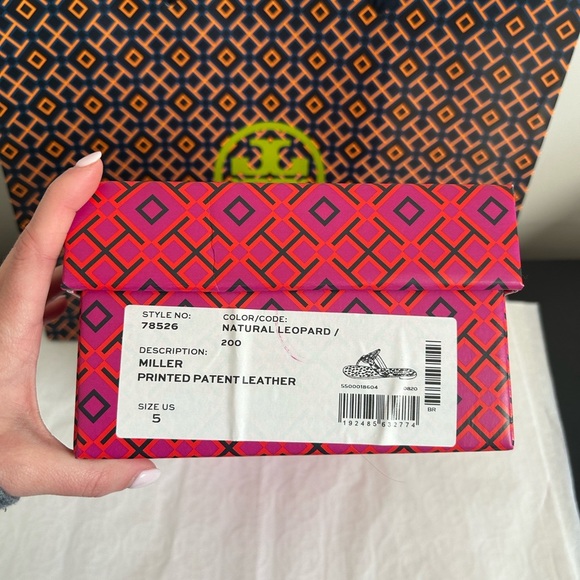 STYLE NO:
78526
COLOR/CODE:
NATURAL LEOPARD /
200
DESCRIPTION:
MILLER
PRINTED PATENT LEATHER
SIZE US
5
5500018604
0820
192485632774
BR